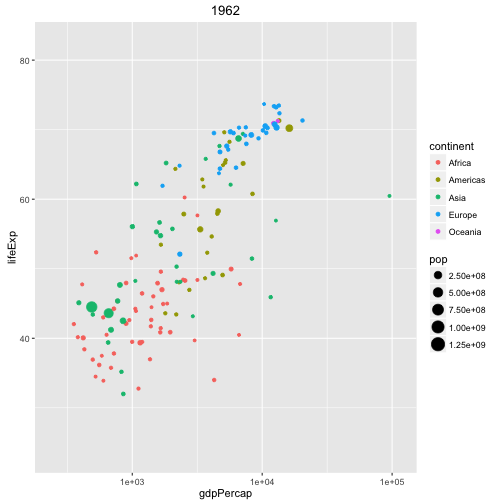 1962
80
60
40
lifeExp
1e+03
1e+04
1e+05
gdpPercap
continent
Africa
Americas
Asia
Europe
Oceania
pop
2.50e+08
5.00e+08
7.50e+08
1.00e+09
1.25e+09